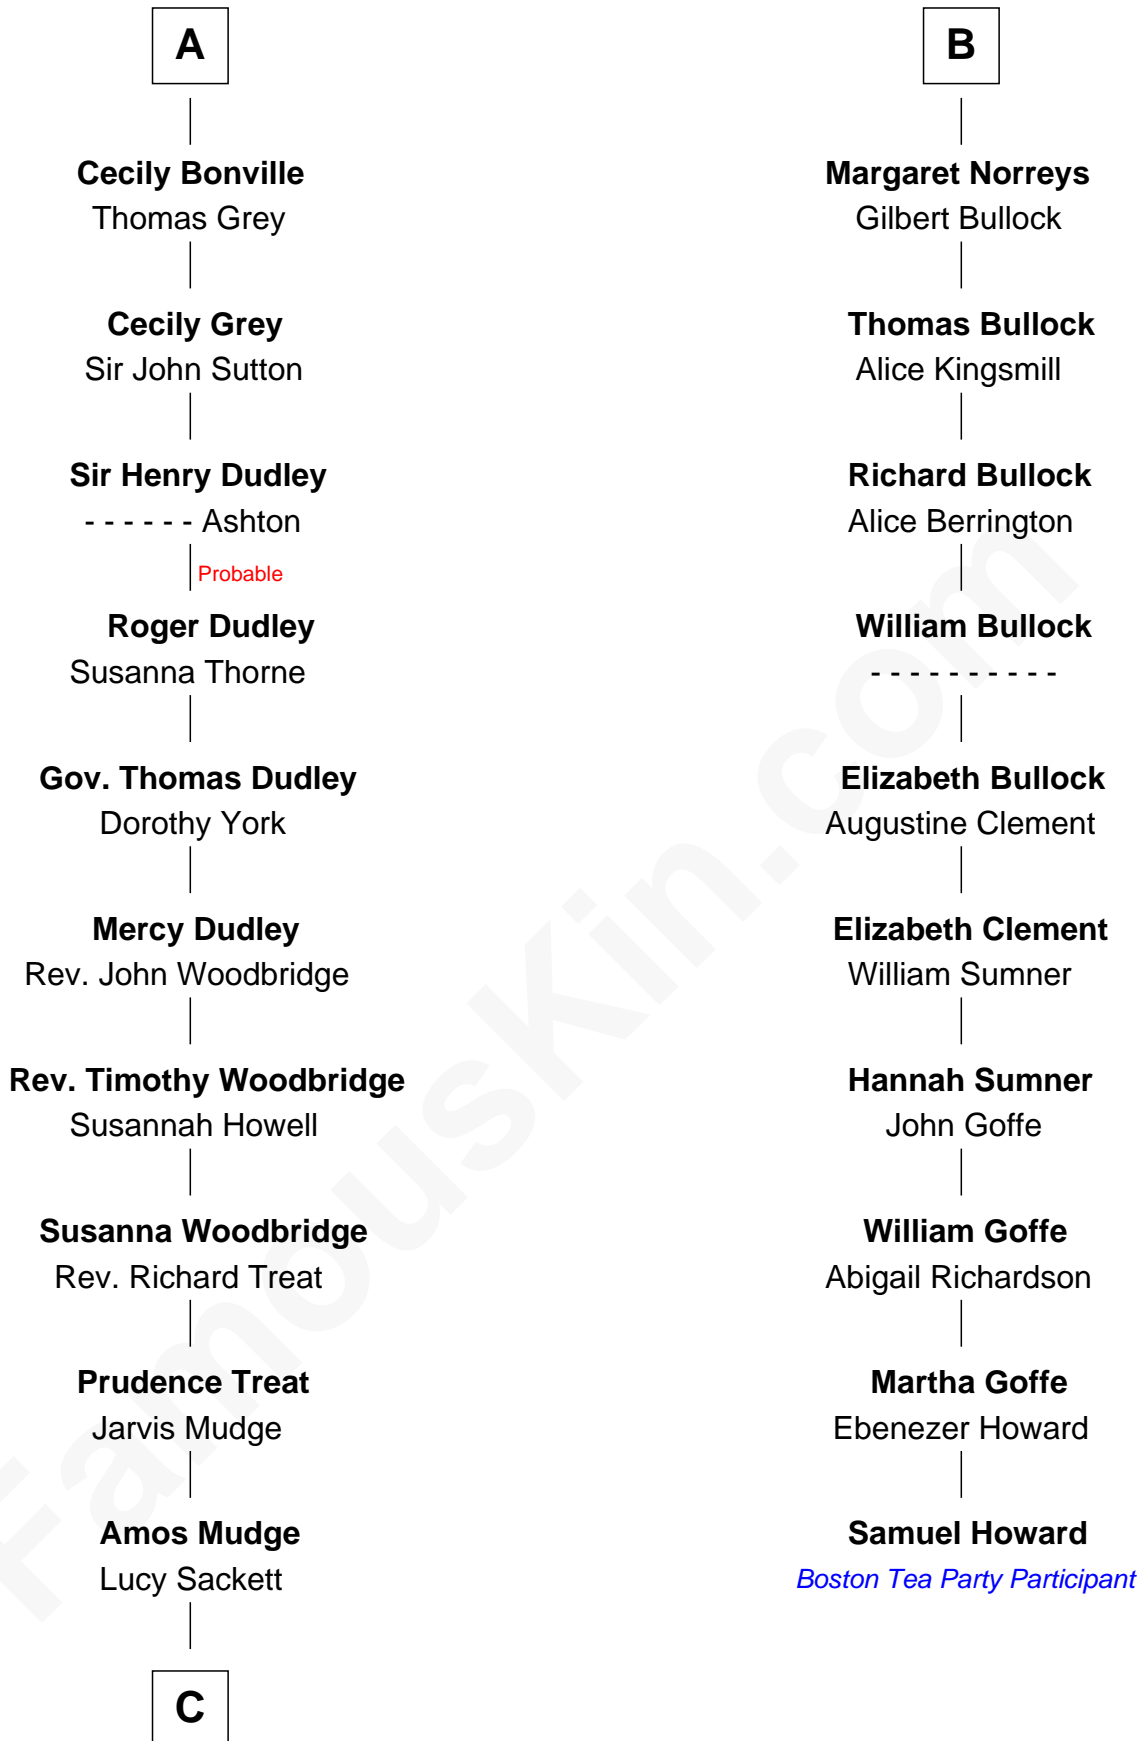 A
Cecily Bonville
Thomas Grey
Cecily Grey
Sir John Sutton
Sir Henry Dudley
- - - - - - Ashton
Probable
Roger Dudley
Susanna Thorne
Gov. Thomas Dudley
Dorothy York
Mercy Dudley
Rev. John Woodbridge
Rev. Timothy Woodbridge
Susannah Howell
Susanna Woodbridge
Rev. Richard Treat
Prudence Treat
Jarvis Mudge
Amos Mudge
Lucy Sackett
C
B
Margaret Norreys
Gilbert Bullock
Thomas Bullock
Alice Kingsmill
Richard Bullock
Alice Berrington
William Bullock
- - - - - - - - - -
Elizabeth Bullock
Augustine Clement
Elizabeth Clement
William Sumner
Hannah Sumner
John Goffe
William Goffe
Abigail Richardson
Martha Goffe
Ebenezer Howard
Samuel Howard
Boston Tea Party Participant
FamousKin.com